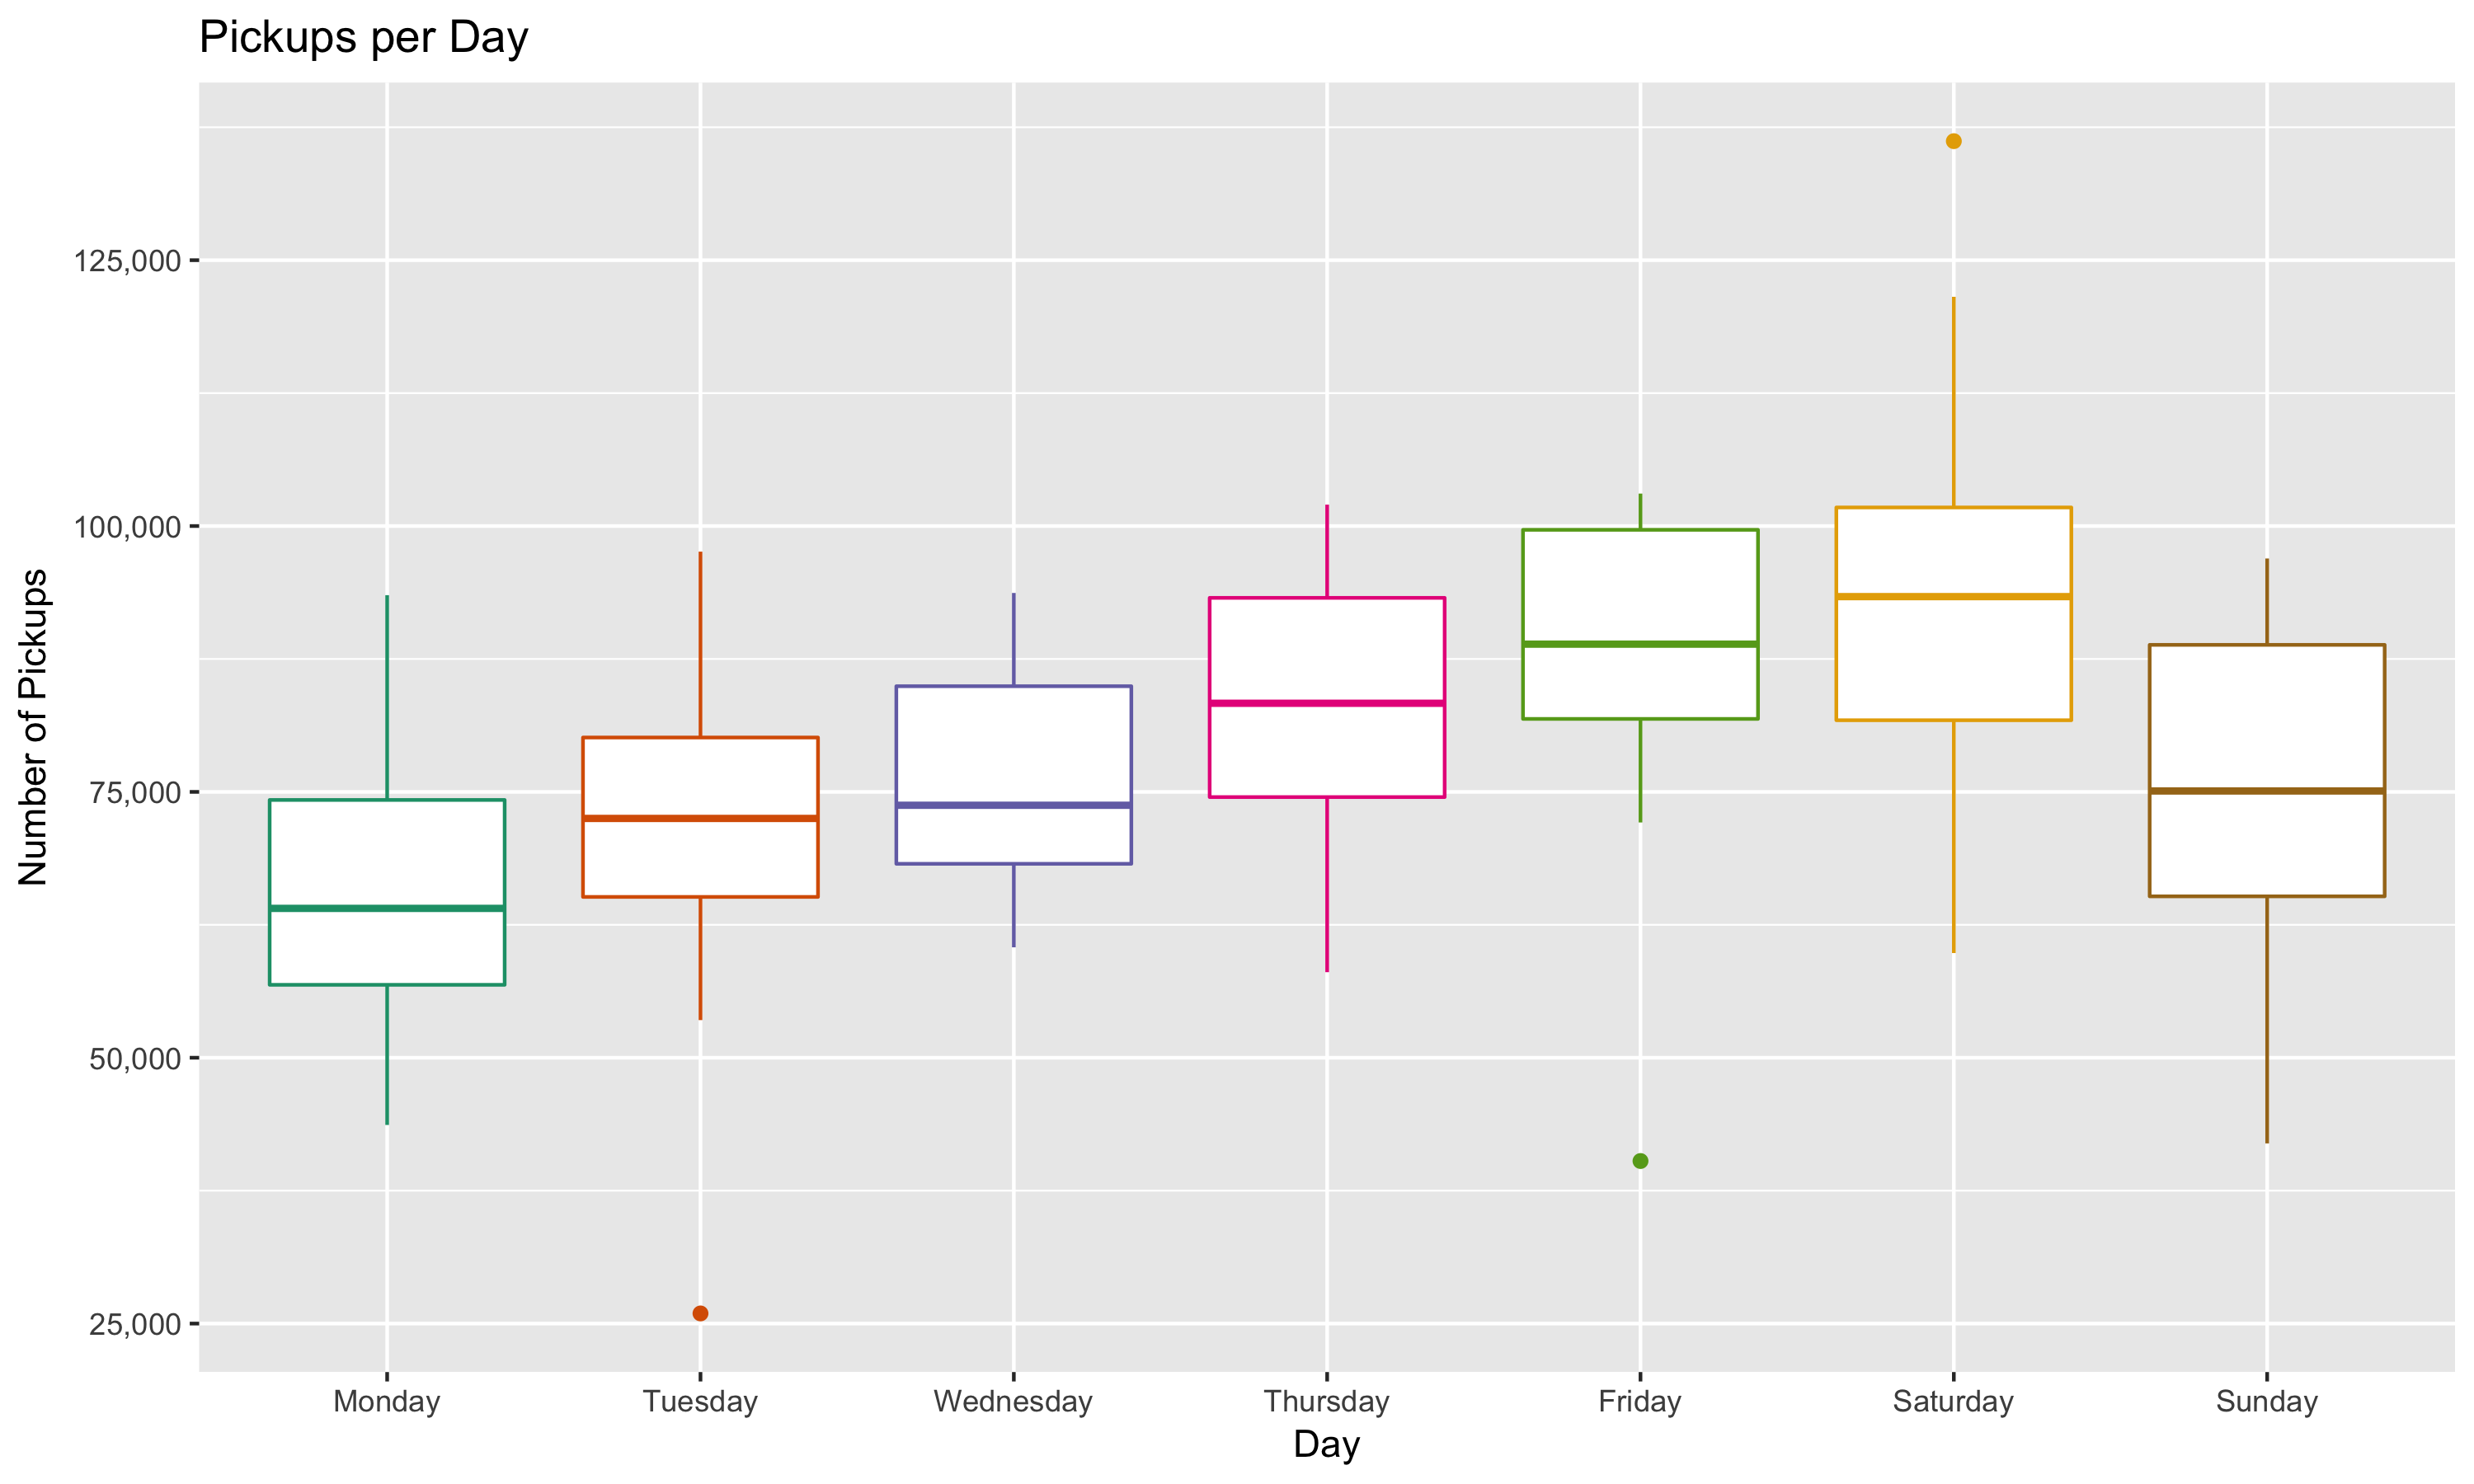 Pickups per Day
Number of Pickups
125,000
100,000
75,000
50,000
25,000
Monday Tuesday Wednesday Thursday Friday Saturday Sunday
Day